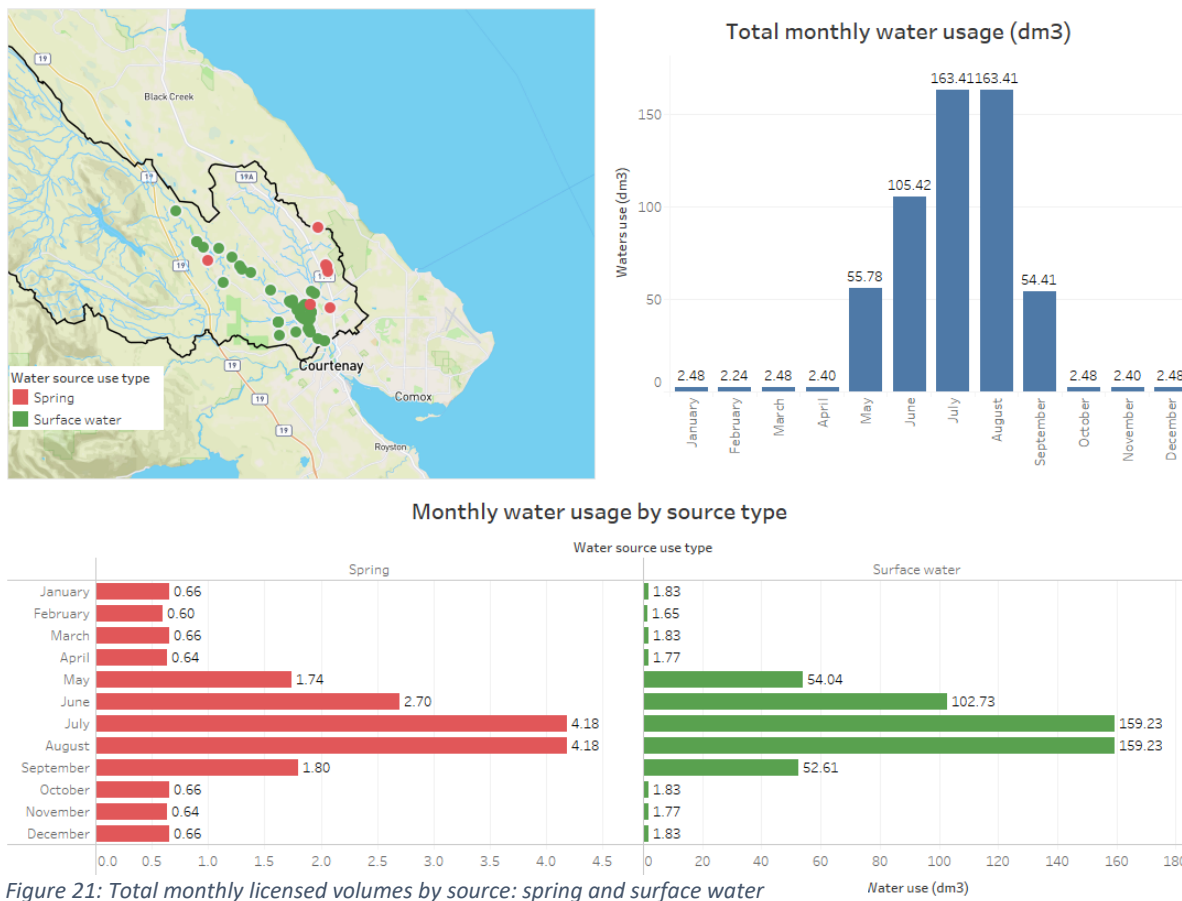 19
Black Creek
19
19A
19
19
Courtenay
Comox
19
Royston
Water source use type
Spring
Surface water
Total monthly water usage (dm3)
Waters use (dm3)
150
100
50
0
2.48
2.24
2.48
2.40
55.78
105.42
163.41
163.41
54.41
2.48
2.40
2.48
January
February
March
April
May
June
July
August
September
October
November
December
Monthly water usage by source type
Water source use type
Spring Surface water
January 0.66 1.83
February 0.60 1.65
March 0.66 1.83
April 0.64 1.77
May 1.74 54.04
June 2.70 102.73
July 4.18 159.23
August 4.18 159.23
September 1.80 52.61
October 0.66 1.83
November 0.64 1.77
December 0.66 1.83
0.0 0.5 1.0 1.5 2.0 2.5 3.0 3.5 4.0 4.5 0 20 40 60 80 100 120 140 160 180
Water use (dm3)
Figure 21: Total monthly licensed volumes by source: spring and surface water